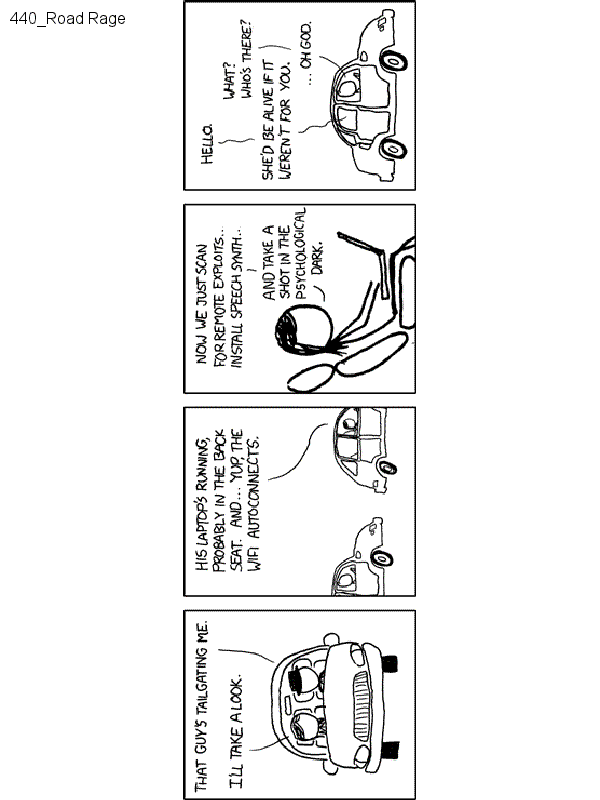 440_Road Rage
THAT GUY'S TAILGATING ME.
I'LL TAKE A LOOK.
HIS LAPTOP'S RUNNING,
PROBABLY IN THE BACK
SEAT. AND... YUP, THE
WIFI AUTOCONNECTS.
NOW WE JUST SCAN
FOR REMOTE EXPLOITS...
INSTALL SPEECH SYNTH...
AND TAKE A
SHOT IN THE
PSYCHOLOGICAL
DARK.
HELLO.
WHAT?
WHO'S THERE?
SHE'D BE ALIVE IF IT
WEREN'T FOR YOU.
... OH GOD.